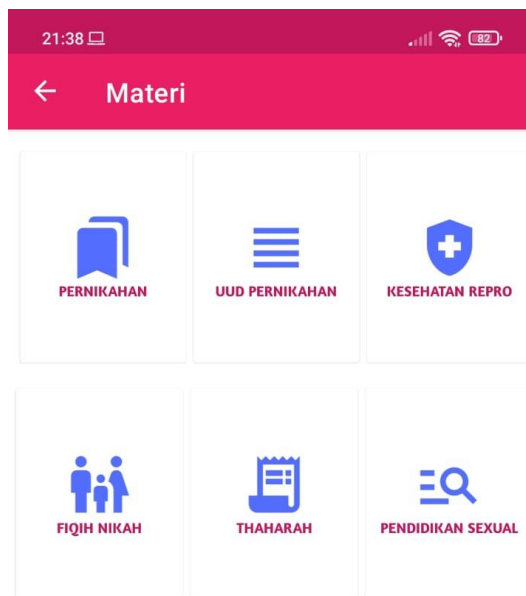 21:38
82
Materi
PERNIKAHAN
UUD PERNIKAHAN
KESEHATAN REPRO
FIQIH NIKAH
THAHARAH
PENDIDIKAN SEXUAL